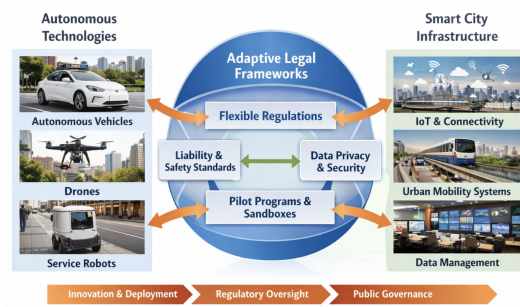 Autonomous
Technologies
Autonomous Vehicles
Drones
Service Robots
Adaptive Legal
Frameworks
Flexible Regulations
Liability &
Safety Standards
Data Privacy
& Security
Pilot Programs &
Sandboxes
Smart City
Infrastructure
IoT & Connectivity
Urban Mobility Systems
Data Management
Innovation & Deployment
Regulatory Oversight
Public Governance